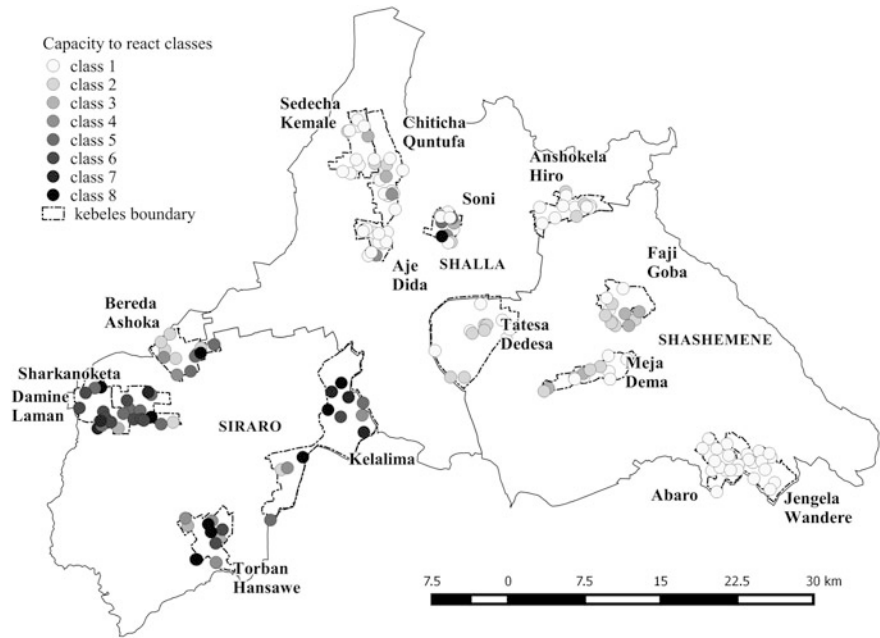 Capacity to react classes
class 1
class 2
class 3
class 4
class 5
class 6
class 7
class 8
kebeles boundary
Sedecha
Kemale
Chiticha
Quntufa
Anshokela
Hiro
Soni
Aje
Dida
SHALLA
Faji
Goba
Bereda
Ashoka
Tatesa
Dedesa
SHASHEMENE
Sharkanoketa
Damine
Laman
Meja
Dema
SIRARO
Kelalima
Abaro
Jengela
Wandere
Torban
Hansawe
7.5 0 7.5 15 22.5 30 km